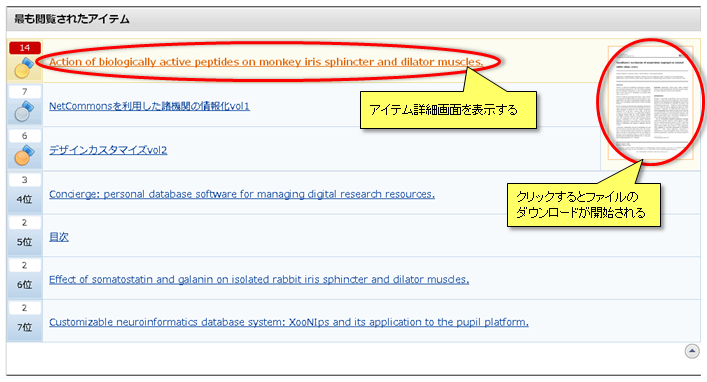 最も閲覧されたアイテム
14
Action of biologically active peptides on monkey iris sphincter and dilator muscles.
アイテム詳細画面を表示する
7
NetCommonsを利用した諸機関の情報化vol1
6
デザインカスタマイズvol2
クリックするとファイルの
ダウンロードが開始される
3
4位
Concierge: personal database software for managing digital research resources.
2
5位
目次
2
6位
Effect of somatostatin and galanin on isolated rabbit iris sphincter and dilator muscles.
2
7位
Customizable neuroinformatics database system: XooNIps and its application to the pupil platform.